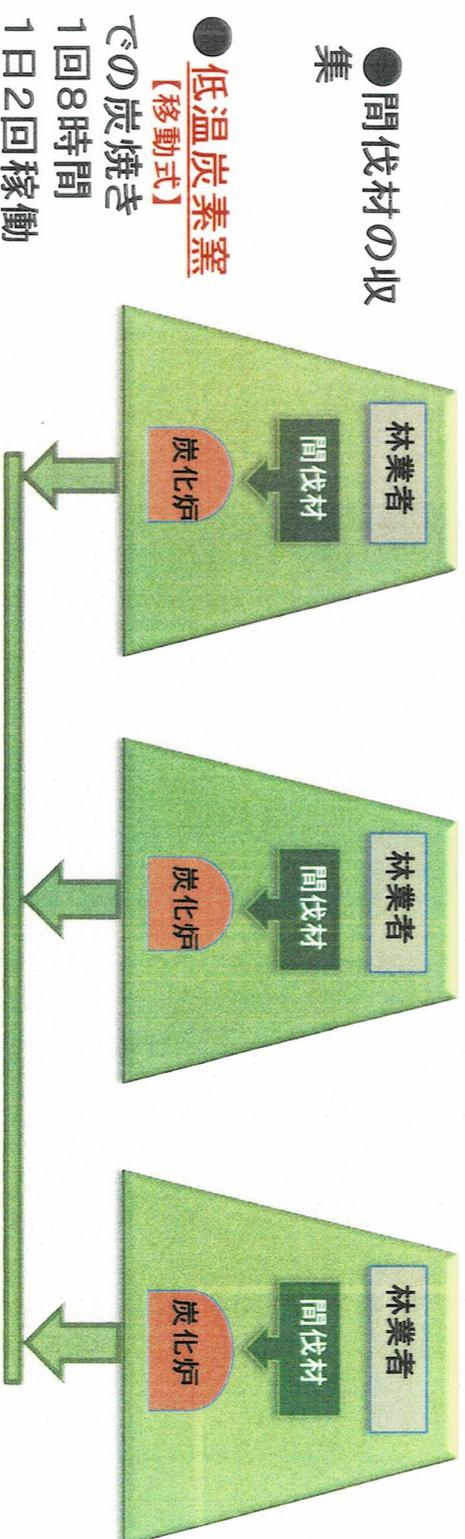 ●間伐材の収
集
●低温炭素窯
【移動式】
での炭焼き
1回8時間
1日2回稼働
林業者
間伐材
炭化炉
林業者
間伐材
炭化炉
林業者
間伐材
炭化炉